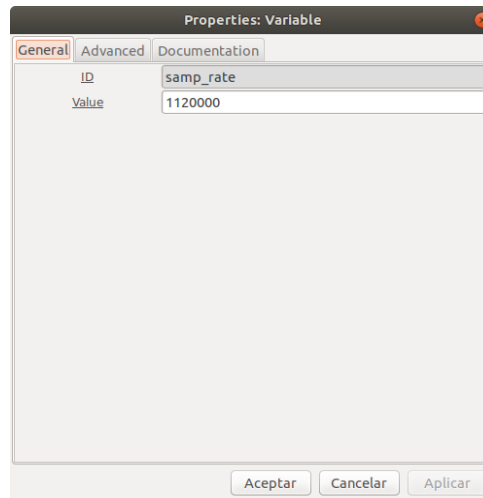 Properties: Variable
General Advanced Documentation
ID samp_rate
Value 1120000
Aceptar Cancelar Aplicar